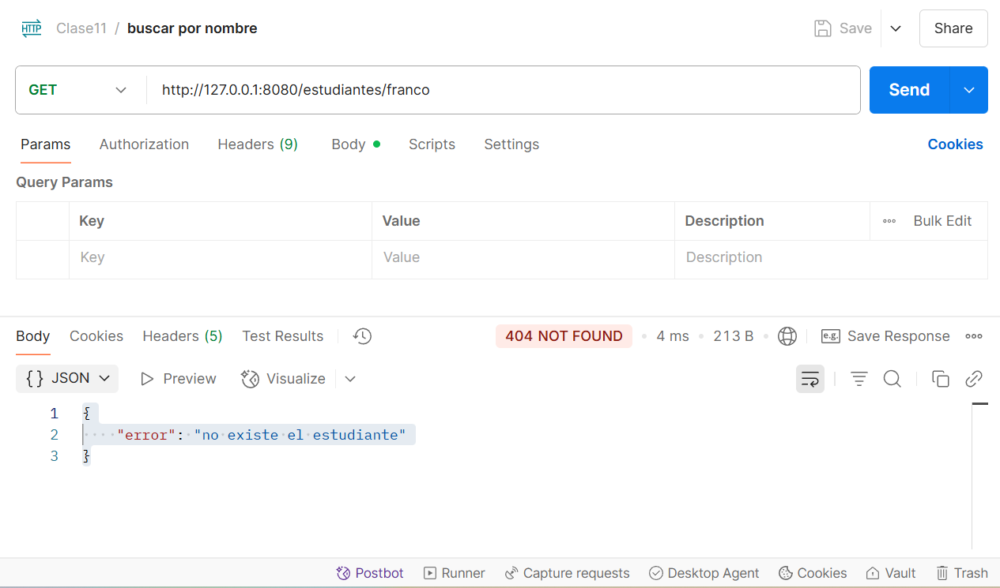 HTTP Clase11 / buscar por nombre Save Share
GET http://127.0.0.1:8080/estudiantes/franco Send
Params Authorization Headers (9) Body Scripts Settings Cookies
Query Params
Key Value Description Bulk Edit
Key Value Description
Body Cookies Headers (5) Test Results 404 NOT FOUND 4 ms 213 B e.g. Save Response
{} JSON Preview Visualize
1 {
2 "error": "no existe el estudiante"
3 }
Postbot Runner Capture requests Desktop Agent Cookies Vault Trash